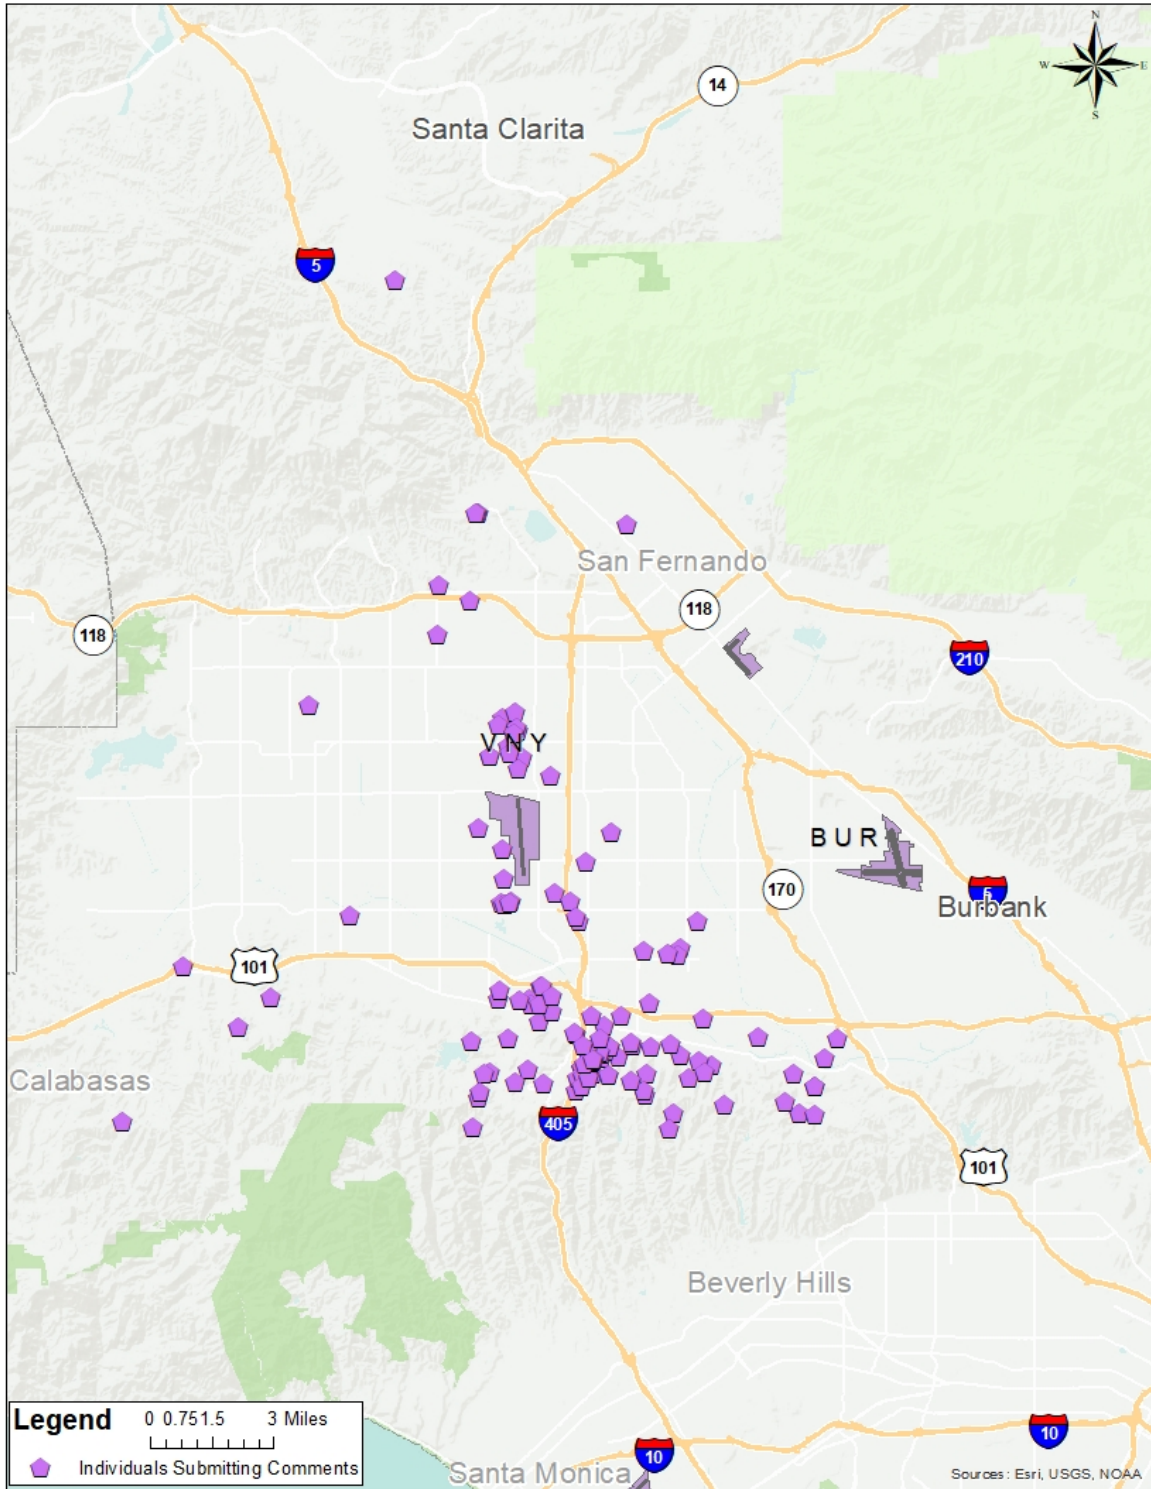 N
W E
S
14
Santa Clarita
5
San Fernando
118
118
210
VNY
BUR
170
5
Burbank
101
Calabasas
405
101
Beverly Hills
Legend
0 0.75 1.5 3 Miles
Individuals Submitting Comments
10
10
Santa Monica
Sources: Esri, USGS, NOAA